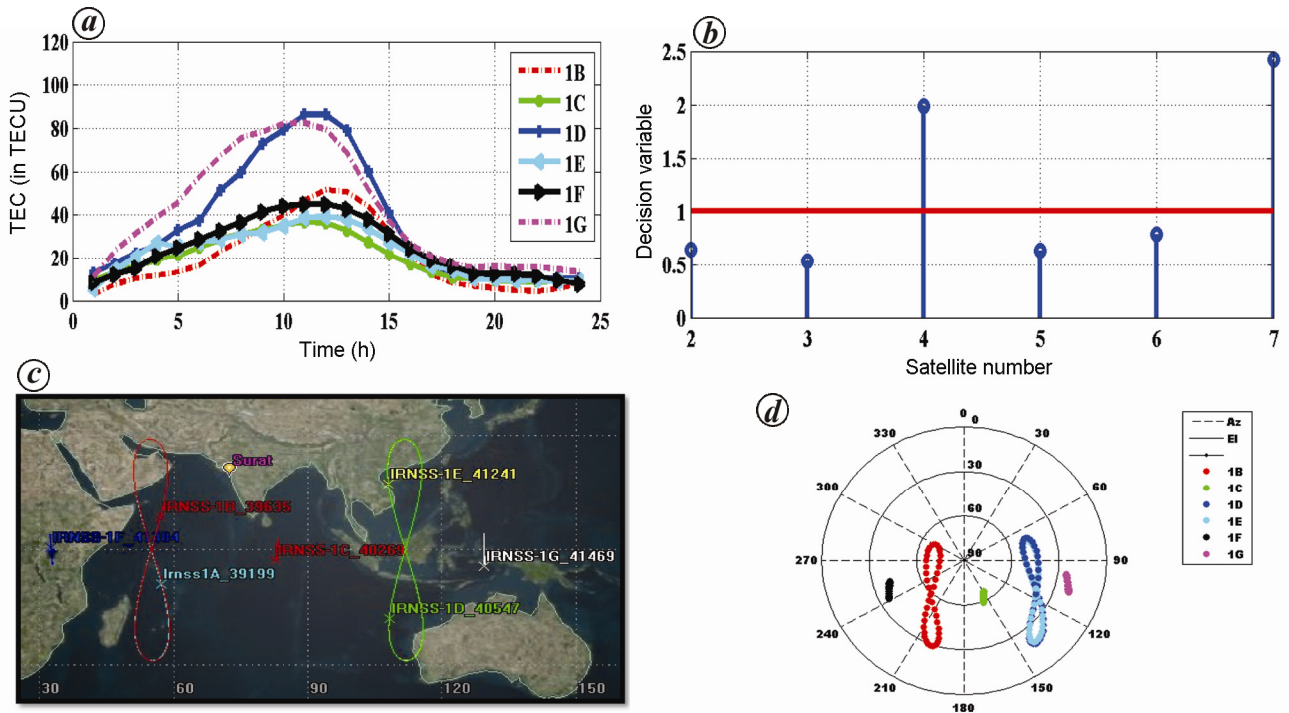 a
TEC (in TECU)
120
100
80
60
40
20
0
0 5 10 15 20 25
Time (h)
1B
1C
1D
1E
1F
1G
b
Decision variable
2.5
2
1.5
1
0.5
0
2 3 4 5 6 7
Satellite number
c
Surat
IRNSS-1E_41241
IRNSS-1B_39635
IRNSS-1C_40269
IRNSS-1G_41469
Irnss1A_39199
IRNSS-1D_40547
30 60 90 120 150
d
0
0
330 30
30
300 60
60
270 90 90
240 120
210 150
180
Az
El
1B
1C
1D
1E
1F
1G